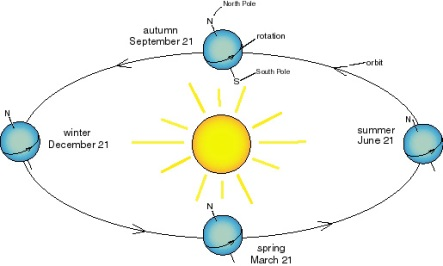 North Pole
N
autumn
September 21
rotation
S
South Pole
orbit
N
winter
December 21
N
summer
June 21
N
spring
March 21